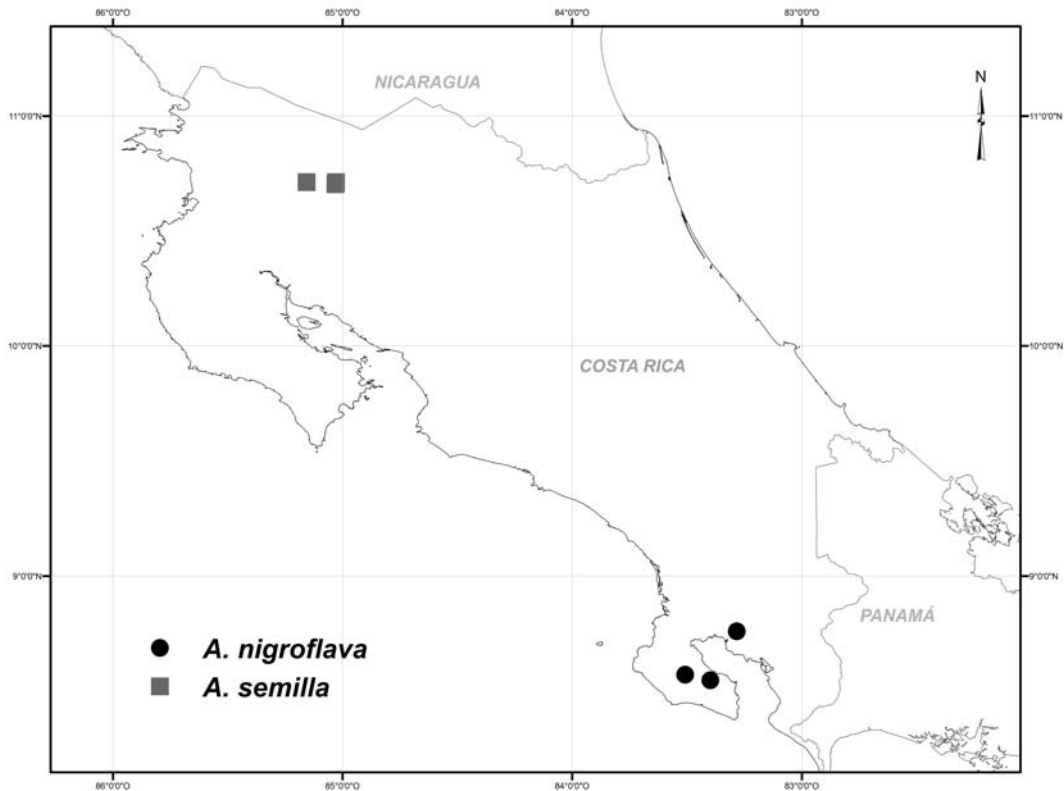 86°0'0"O 85°0'0"O 84°0'0"O 83°0'0"O
NICARAGUA
N
11°0'0"N 11°0'0"N
10°0'0"N 10°0'0"N
COSTA RICA
9°0'0"N 9°0'0"N
PANAMÁ
A. nigroflava
A. semilla
86°0'0"O 85°0'0"O 84°0'0"O 83°0'0"O